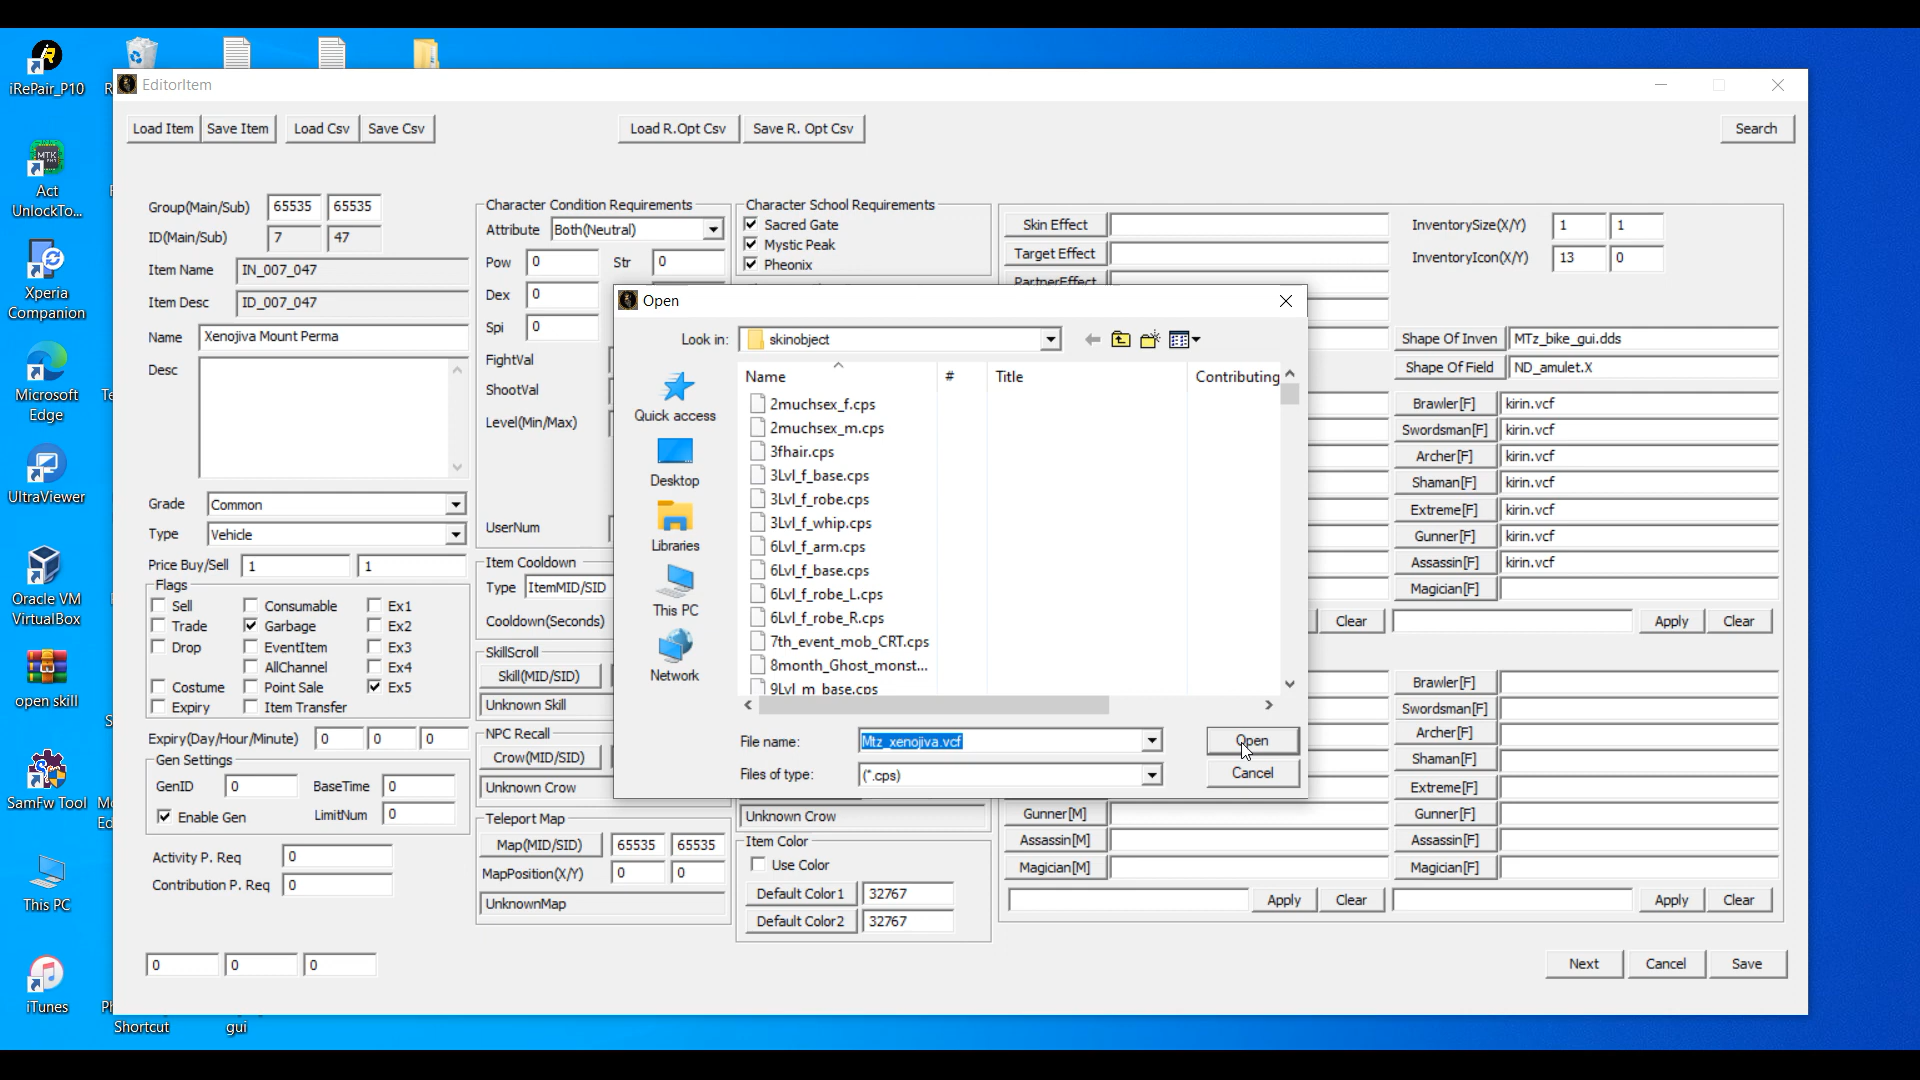 iRePair_P10
R
EditorItem
Load Item
Save Item
Load Csv
Save Csv
Load R.Opt Csv
Save R. Opt Csv
Search
MTK
Act
UnlockTo...
Xperia
Companion
Microsoft
Edge
Te
UltraViewer
Oracle VM
VirtualBox
open skill
SamFw Tool
This PC
iTunes
Shortcut
gui
Group(Main/Sub)
65535
65535
ID(Main/Sub)
7
47
Item Name
IN_007_047
Item Desc
ID_007_047
Name
Xenojiva Mount Perma
Desc
Grade
Common
Type
Vehicle
Price Buy/Sell
1
1
Flags
Sell
Consumable
Ex1
Trade
Garbage
Ex2
Drop
EventItem
Ex3
AllChannel
Ex4
Costume
Point Sale
Ex5
Expiry
Item Transfer
Expiry(Day/Hour/Minute)
0
0
0
Gen Settings
GenID
0
BaseTime
0
Enable Gen
LimitNum
0
Activity P. Req
0
Contribution P. Req
0
0
0
0
Character Condition Requirements
Attribute
Both(Neutral)
Pow
0
Str
0
Dex
0
Spi
0
FightVal
ShootVal
Level(Min/Max)
UserNum
Item Cooldown
Type
ItemMID/SID
Cooldown(Seconds)
SkillScroll
Skill(MID/SID)
Unknown Skill
NPC Recall
Crow(MID/SID)
Unknown Crow
Teleport Map
Map(MID/SID)
65535
65535
MapPosition(X/Y)
0
0
UnknownMap
Character School Requirements
Sacred Gate
Mystic Peak
Pheonix
Unknown Crow
Item Color
Use Color
Default Color1
32767
Default Color2
32767
Open
Look in:
skinobject
Quick access
Desktop
Libraries
This PC
Network
Name
#
Title
Contributing
2muchsex_f.cps
2muchsex_m.cps
3fhair.cps
3Lvl_f_base.cps
3Lvl_f_robe.cps
3Lvl_f_whip.cps
6Lvl_f_arm.cps
6Lvl_f_base.cps
6Lvl_f_robe_L.cps
6Lvl_f_robe_R.cps
7th_event_mob_CRT.cps
8month_Ghost_monst...
9Lvl_m_base.cps
File name:
Mtz_xenojiva.vcf
Open
Files of type:
(*.cps)
Cancel
Skin Effect
Target Effect
PartnerEffect
InventorySize(X/Y)
1
1
InventoryIcon(X/Y)
13
0
Shape Of Inven
MTz_bike_gui.dds
Shape Of Field
ND_amulet.X
Brawler[F]
kirin.vcf
Swordsman[F]
kirin.vcf
Archer[F]
kirin.vcf
Shaman[F]
kirin.vcf
Extreme[F]
kirin.vcf
Gunner[F]
kirin.vcf
Assassin[F]
kirin.vcf
Magician[F]
Clear
Apply
Clear
Brawler[F]
Swordsman[F]
Archer[F]
Shaman[F]
Extreme[F]
Gunner[M]
Gunner[F]
Assassin[M]
Assassin[F]
Magician[M]
Magician[F]
Apply
Clear
Apply
Clear
Next
Cancel
Save